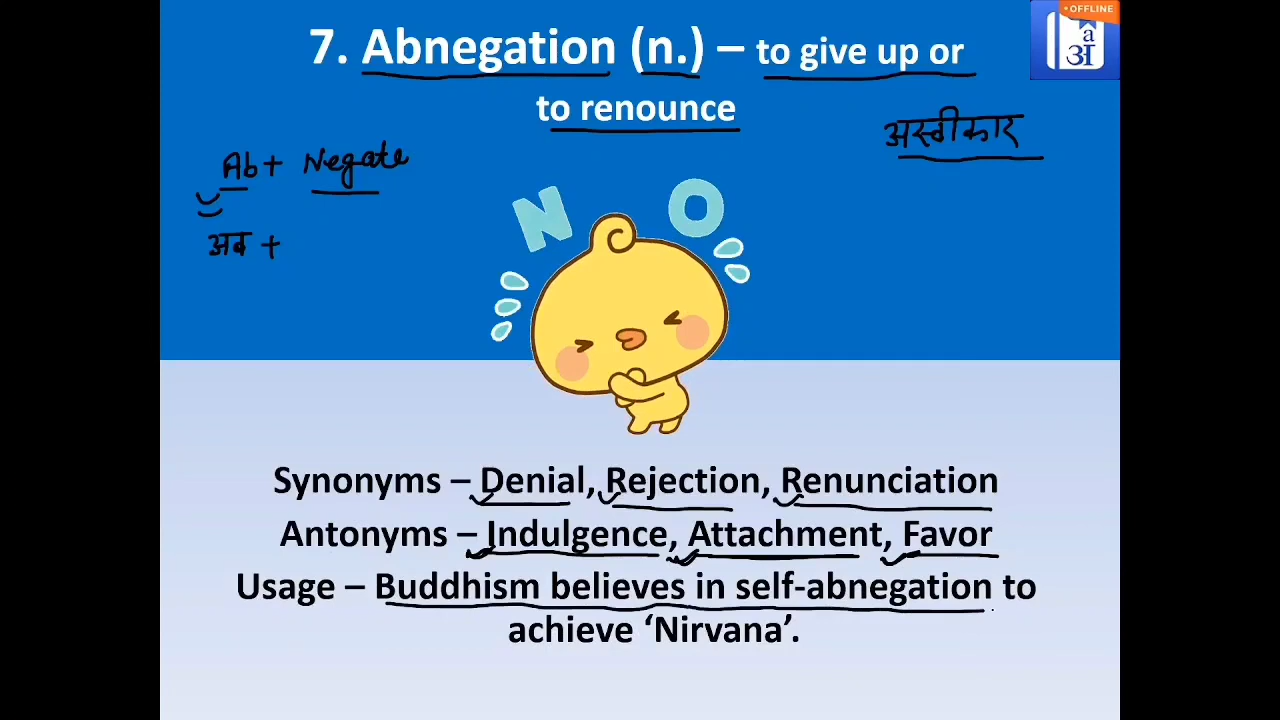 7. Abnegation (n.) – to give up or
to renounce
OFFLINE
a
अ
अस्वीकार
Ab + Negate
अब +
N O
Synonyms – Denial, Rejection, Renunciation
Antonyms – Indulgence, Attachment, Favor
Usage – Buddhism believes in self-abnegation to
achieve ‘Nirvana’.